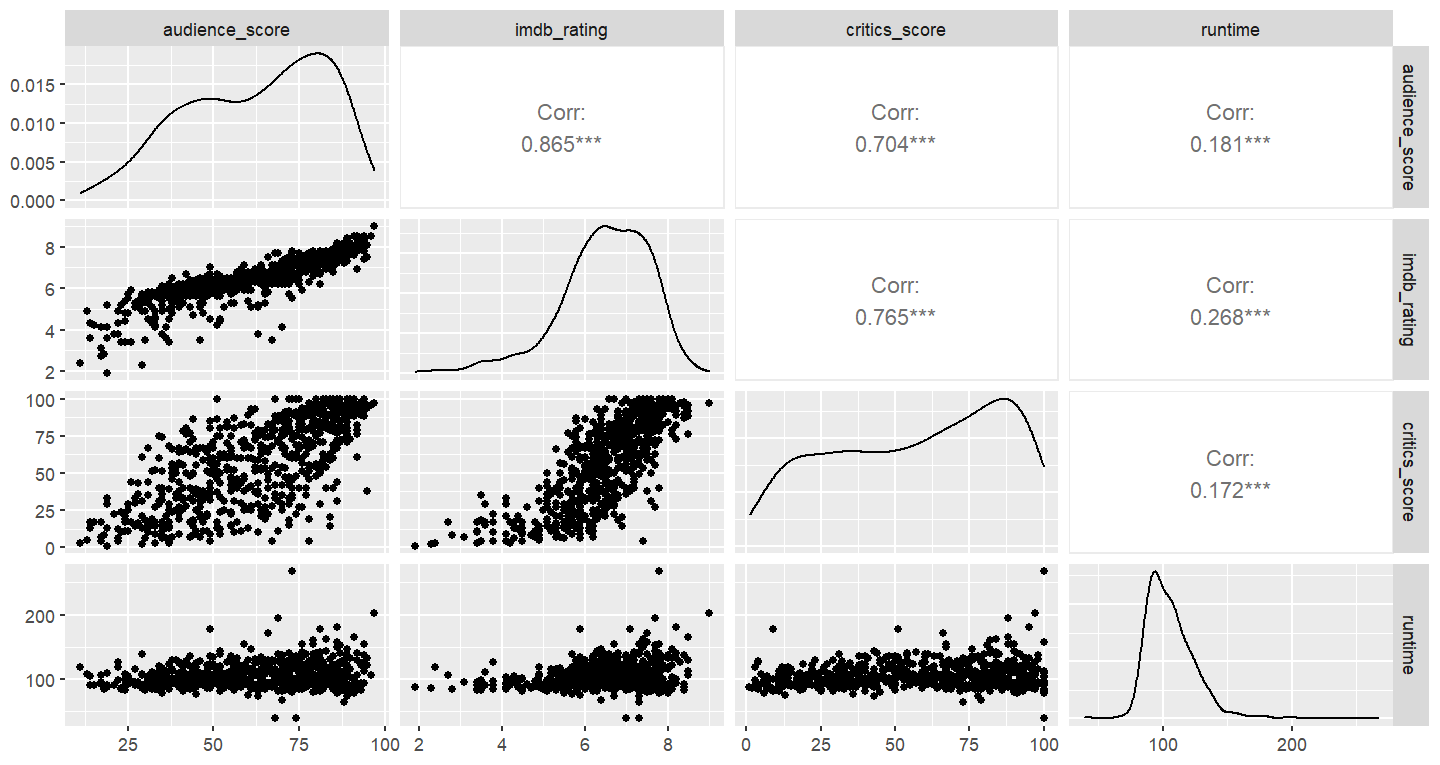 audience_score
imdb_rating
critics_score
runtime
0.015
0.010
0.005
0.000
Corr:
0.865***
Corr:
0.704***
Corr:
0.181***
audience_score
8
6
4
2
Corr:
0.765***
Corr:
0.268***
imdb_rating
100
75
50
25
0
Corr:
0.172***
critics_score
200
100
runtime
25 50 75 100
2 4 6 8
0 25 50 75 100
100 200